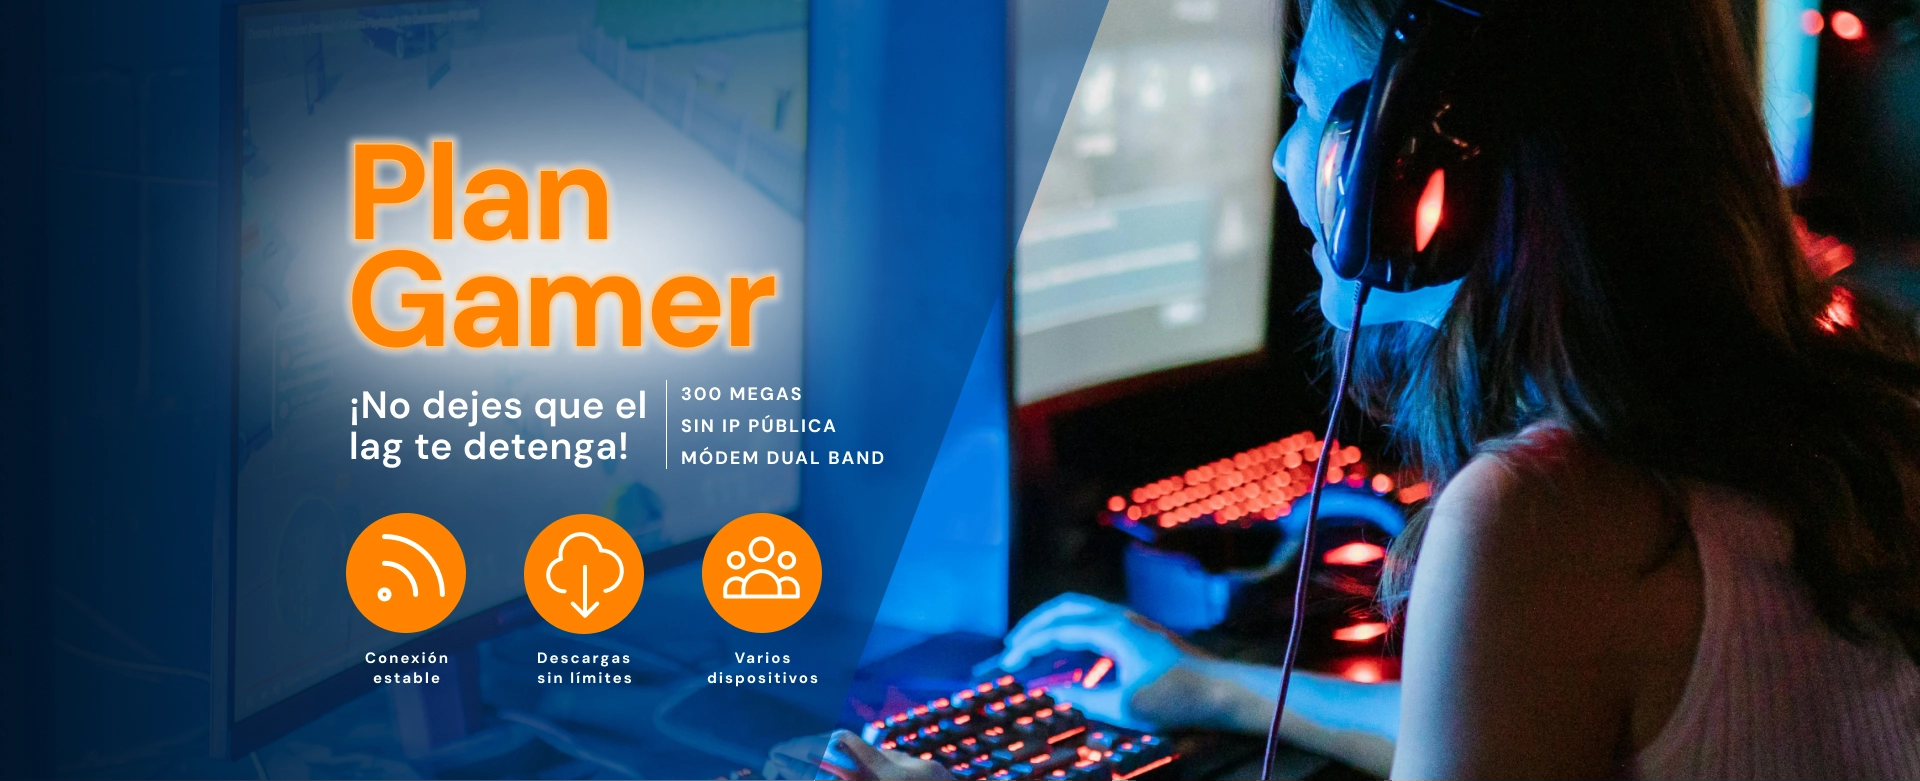 Plan
Gamer
¡No dejes que el
lag te detenga!
300 MEGAS
SIN IP PÚBLICA
MÓDEM DUAL BAND
Conexión
estable
Descargas
sin límites
Varios
dispositivos